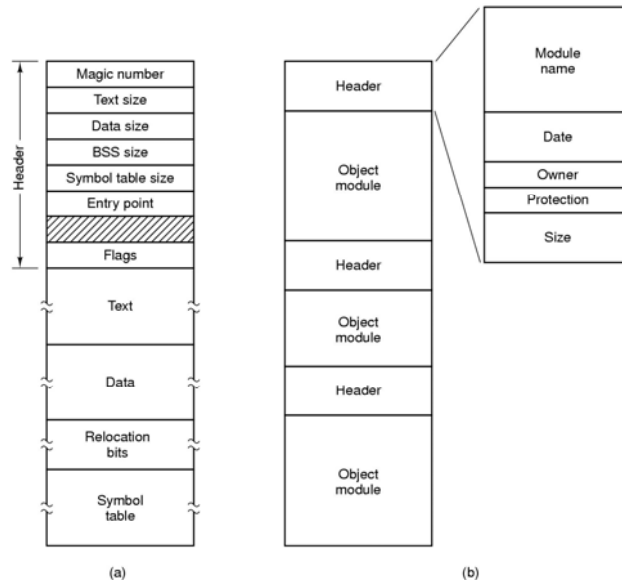 Header
Magic number
Text size
Data size
BSS size
Symbol table size
Entry point
Flags
Text
Data
Relocation
bits
Symbol
table
(a)
Header
Object
module
Header
Object
module
Header
Object
module
(b)
Module
name
Date
Owner
Protection
Size